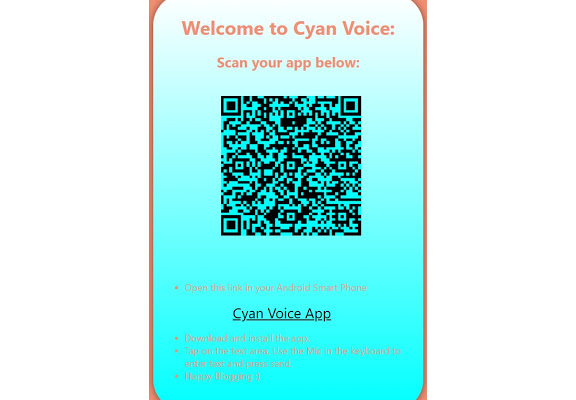 Welcome to Cyan Voice:
Scan your app below:
Open this link in your Android Smart Phone
Cyan Voice App
Download and install the app.
Tap on the text area, Use the Mic in the keyboard to
enter text and press send.
Happy Blogging :)